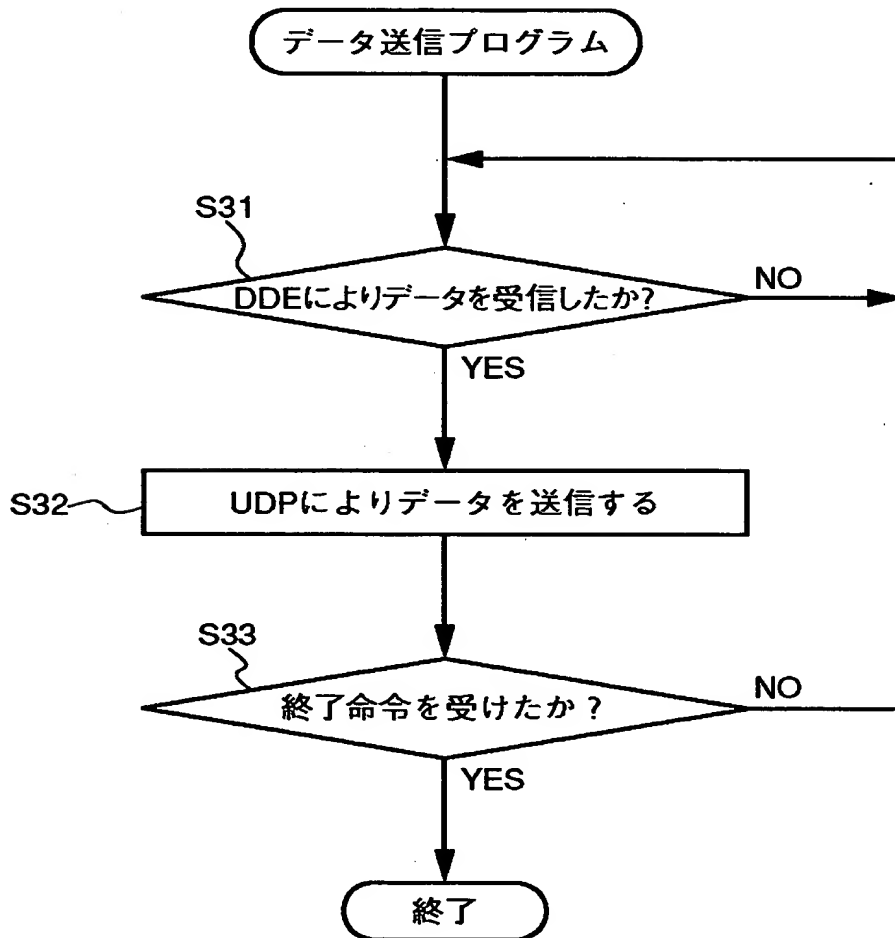 データ送信プログラム
S31
DDEによりデータを受信したか?
NO
YES
S32
UDPによりデータを送信する
S33
終了命令を受けたか?
NO
YES
終了